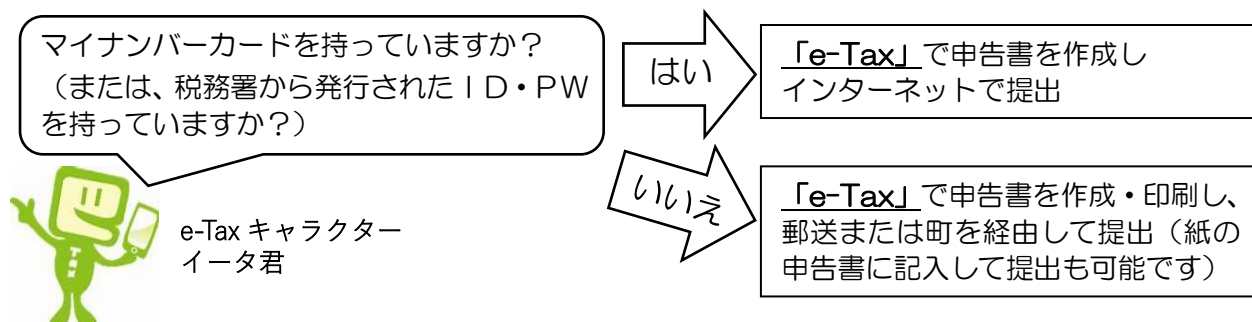 マイナンバーカードを持っていますか？
（または、税務署から発行されたＩＤ・ＰＷ
を持っていますか？）
はい
「e-Tax」で申告書を作成し
インターネットで提出
いいえ
「e-Tax」で申告書を作成・印刷し、
郵送または町を経由して提出（紙の
申告書に記入して提出も可能です）
e-Tax キャラクター
イータ君
Tax